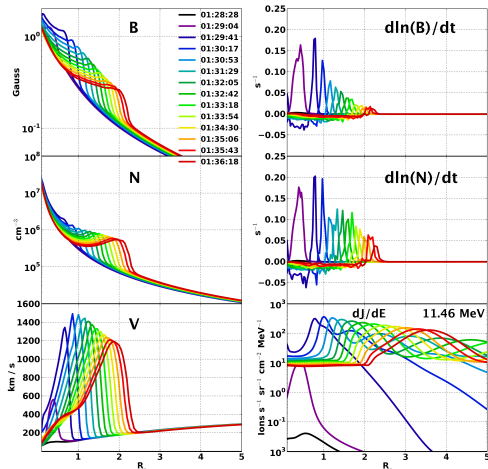 B
N
V
dln(B)/dt
dln(N)/dt
dJ/dE
11.46 MeV
01:28:28
01:29:04
01:29:41
01:30:17
01:30:53
01:31:29
01:32:05
01:32:42
01:33:18
01:33:54
01:34:30
01:35:06
01:35:43
01:36:18
Gauss
10⁰
10⁻¹
10⁸
cm⁻³
10⁷
10⁶
10⁵
1600
km / s
1400
1200
1000
800
600
400
200
0 1 2 3 4 5
R
s⁻¹
0.25
0.20
0.15
0.10
0.05
0.00
−0.05
−0.10
0.25
s⁻¹
0.20
0.15
0.10
0.05
0.00
−0.05
10³
Ions s⁻¹ sr⁻¹ cm⁻² MeV⁻¹
10²
10¹
10⁰
10⁻¹
10⁻²
10⁻³
1 2 3 4 5
R